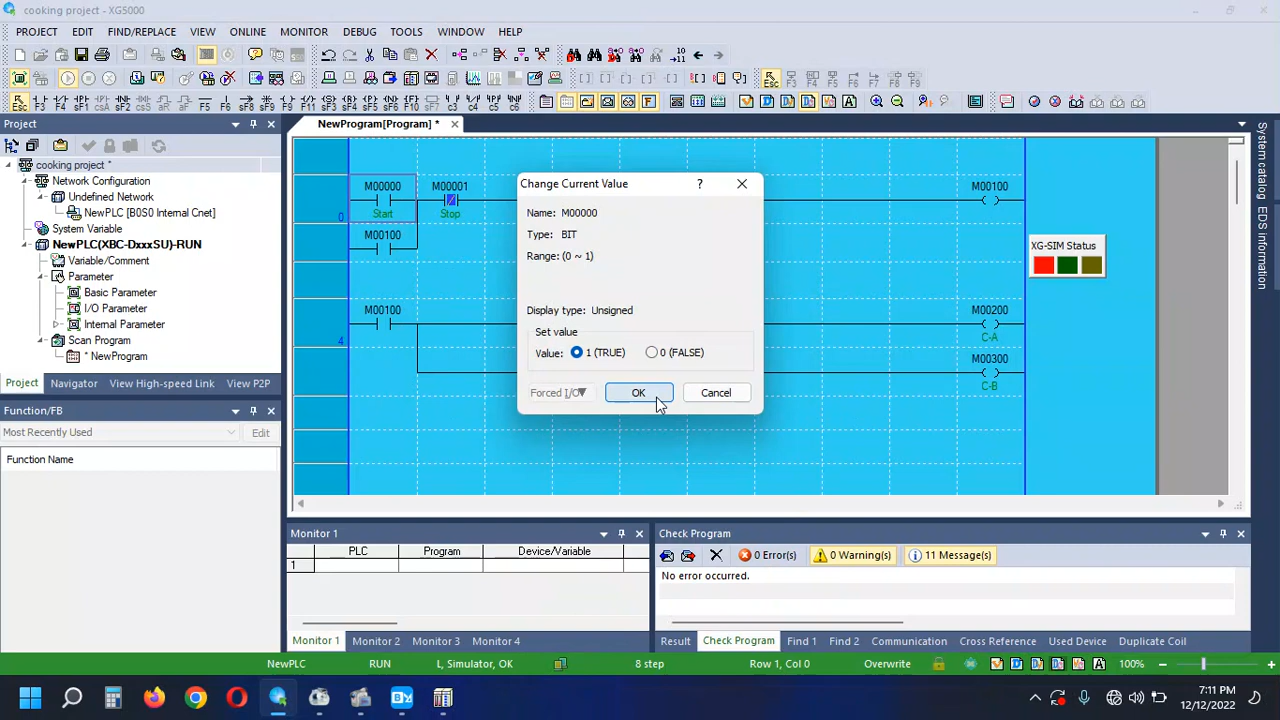 cooking project * - XG5000
PROJECT EDIT FIND/REPLACE VIEW ONLINE MONITOR DEBUG TOOLS WINDOW HELP
Project
NewProgram[Program] *
cooking project *
Network Configuration
Undefined Network
NewPLC [B0S0 Internal Cnet]
System Variable
NewPLC(XBC-DxxxSU)-RUN
Variable/Comment
Parameter
Basic Parameter
I/O Parameter
Internal Parameter
Scan Program
* NewProgram
Project Navigator View High-speed Link View P2P
Function/FB
Most Recently Used Edit
Function Name
M00000 M00001 M00100
0 Start Stop
M00100
M00100 M00200
4 C-A
M00300
C-B
Change Current Value ?
Name: M00000
Type: BIT
Range: (0 ~ 1)
Display type: Unsigned
Set value
Value: 1 (TRUE) 0 (FALSE)
Forced I/O OK Cancel
XG-SIM Status
Variable Information
Monitor 1
PLC Program Device/Variable
1
Monitor 1 Monitor 2 Monitor 3 Monitor 4
Check Program
0 Error(s) 0 Warning(s) 11 Message(s)
No error occurred.
Result Check Program Find 1 Find 2 Communication Cross Reference Used Device Duplicate Coil
NewPLC RUN L, Simulator, OK 8 step Row 1, Col 0 Overwrite 100%
7:11 PM
12/12/2022